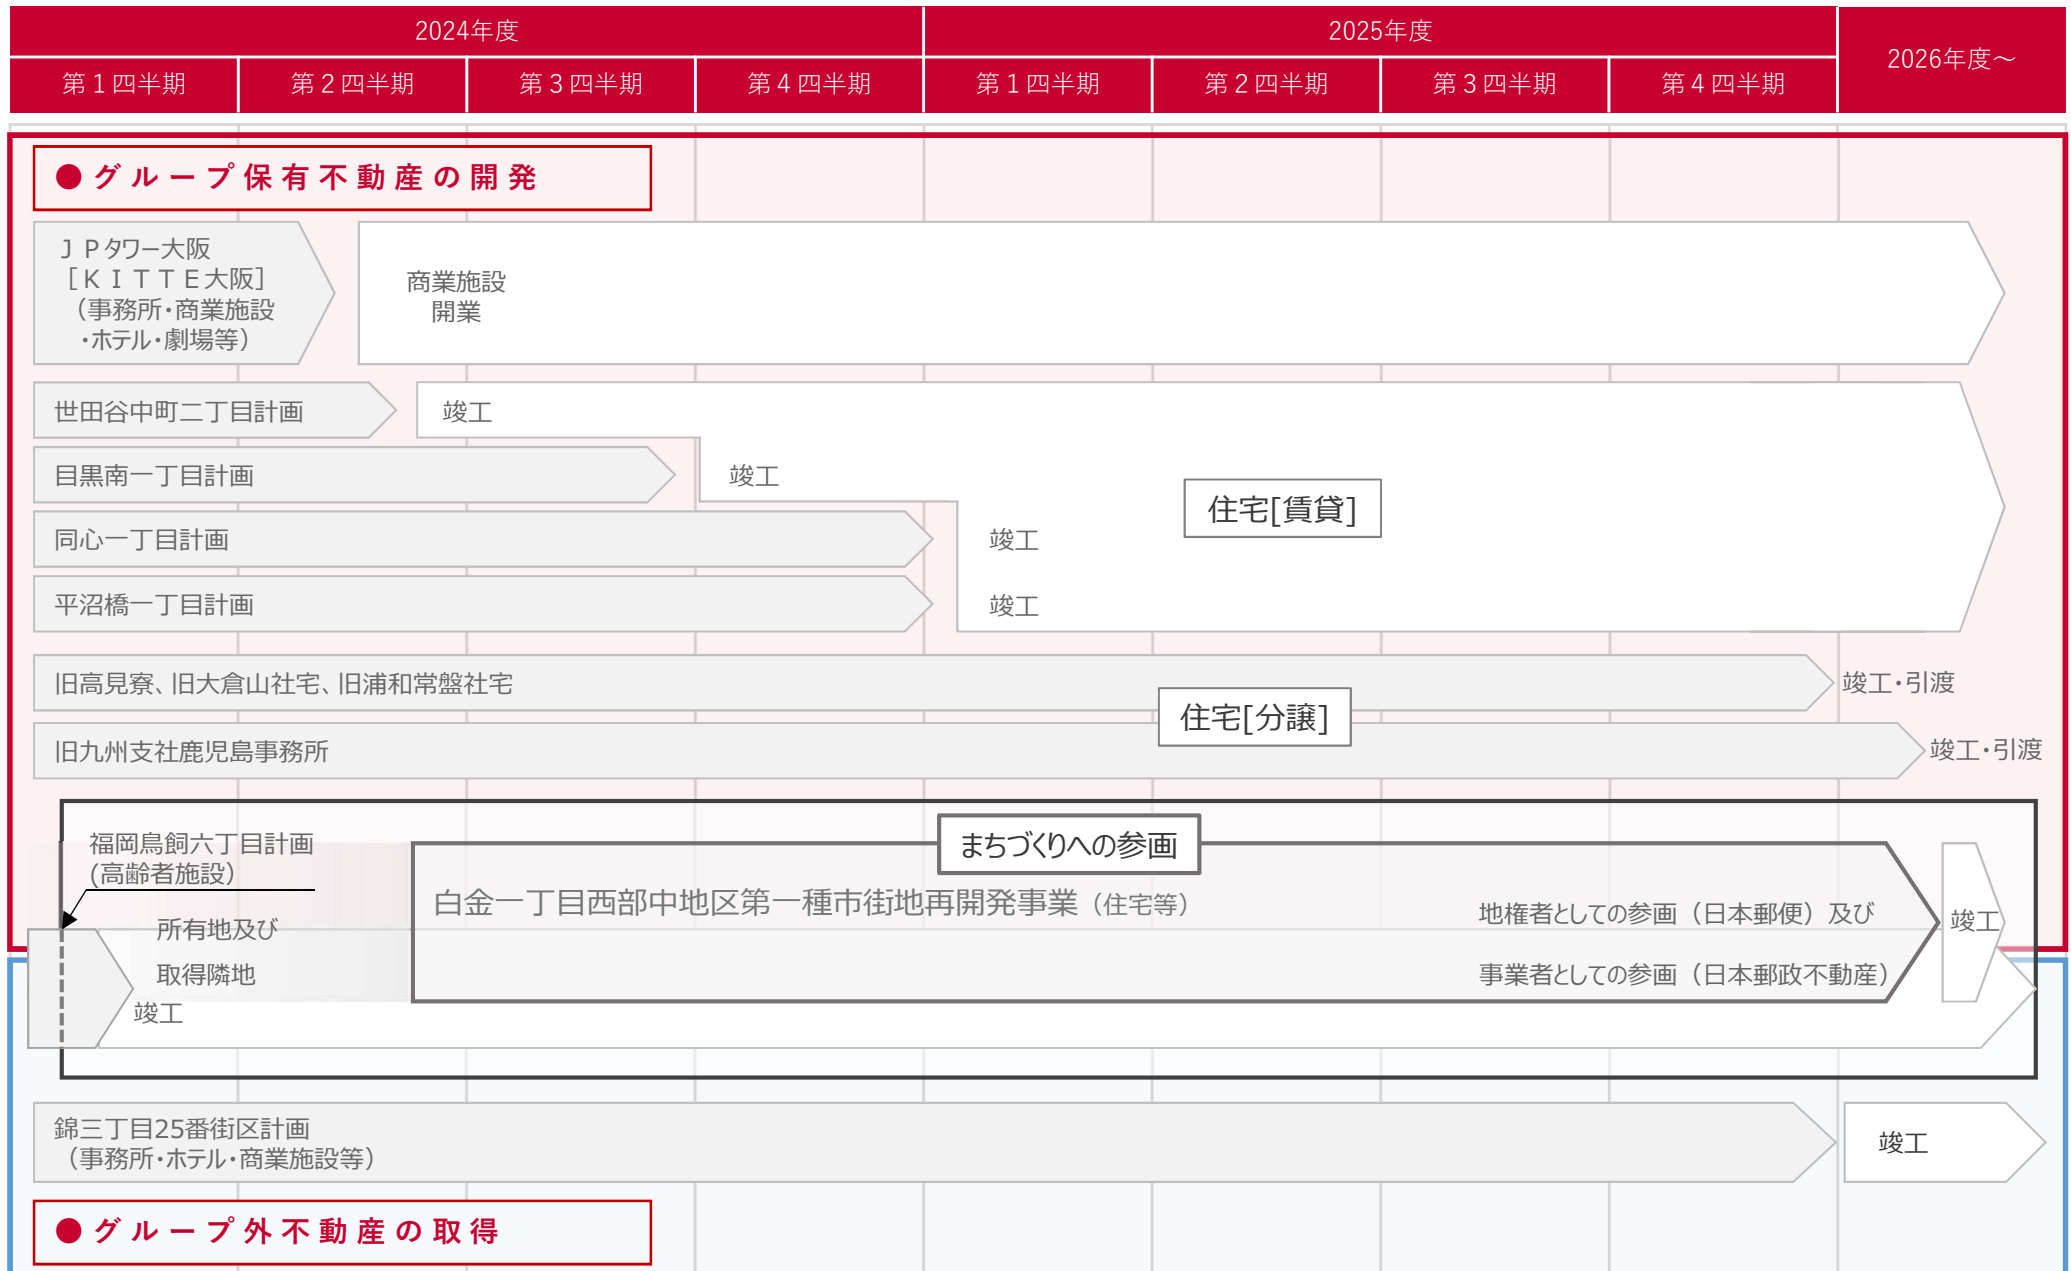 2024年度
2025年度
2026年度～
第１四半期
第２四半期
第３四半期
第４四半期
第１四半期
第２四半期
第３四半期
第４四半期
●グループ保有不動産の開発
ＪＰタワー大阪
［ＫＩＴＴＥ大阪］
（事務所・商業施設
・ホテル・劇場等）
商業施設
開業
世田谷中町二丁目計画
竣工
目黒南一丁目計画
竣工
住宅[賃貸]
同心一丁目計画
竣工
平沼橋一丁目計画
竣工
旧高見寮、旧大倉山社宅、旧浦和常盤社宅
竣工・引渡
住宅[分譲]
旧九州支社鹿児島事務所
竣工・引渡
福岡鳥飼六丁目計画
(高齢者施設)
まちづくりへの参画
白金一丁目西部中地区第一種市街地再開発事業（住宅等）
所有地及び
取得隣地
地権者としての参画（日本郵便）及び
事業者としての参画（日本郵政不動産）
竣工
竣工
錦三丁目25番街区計画
（事務所・ホテル・商業施設等）
竣工
●グループ外不動産の取得